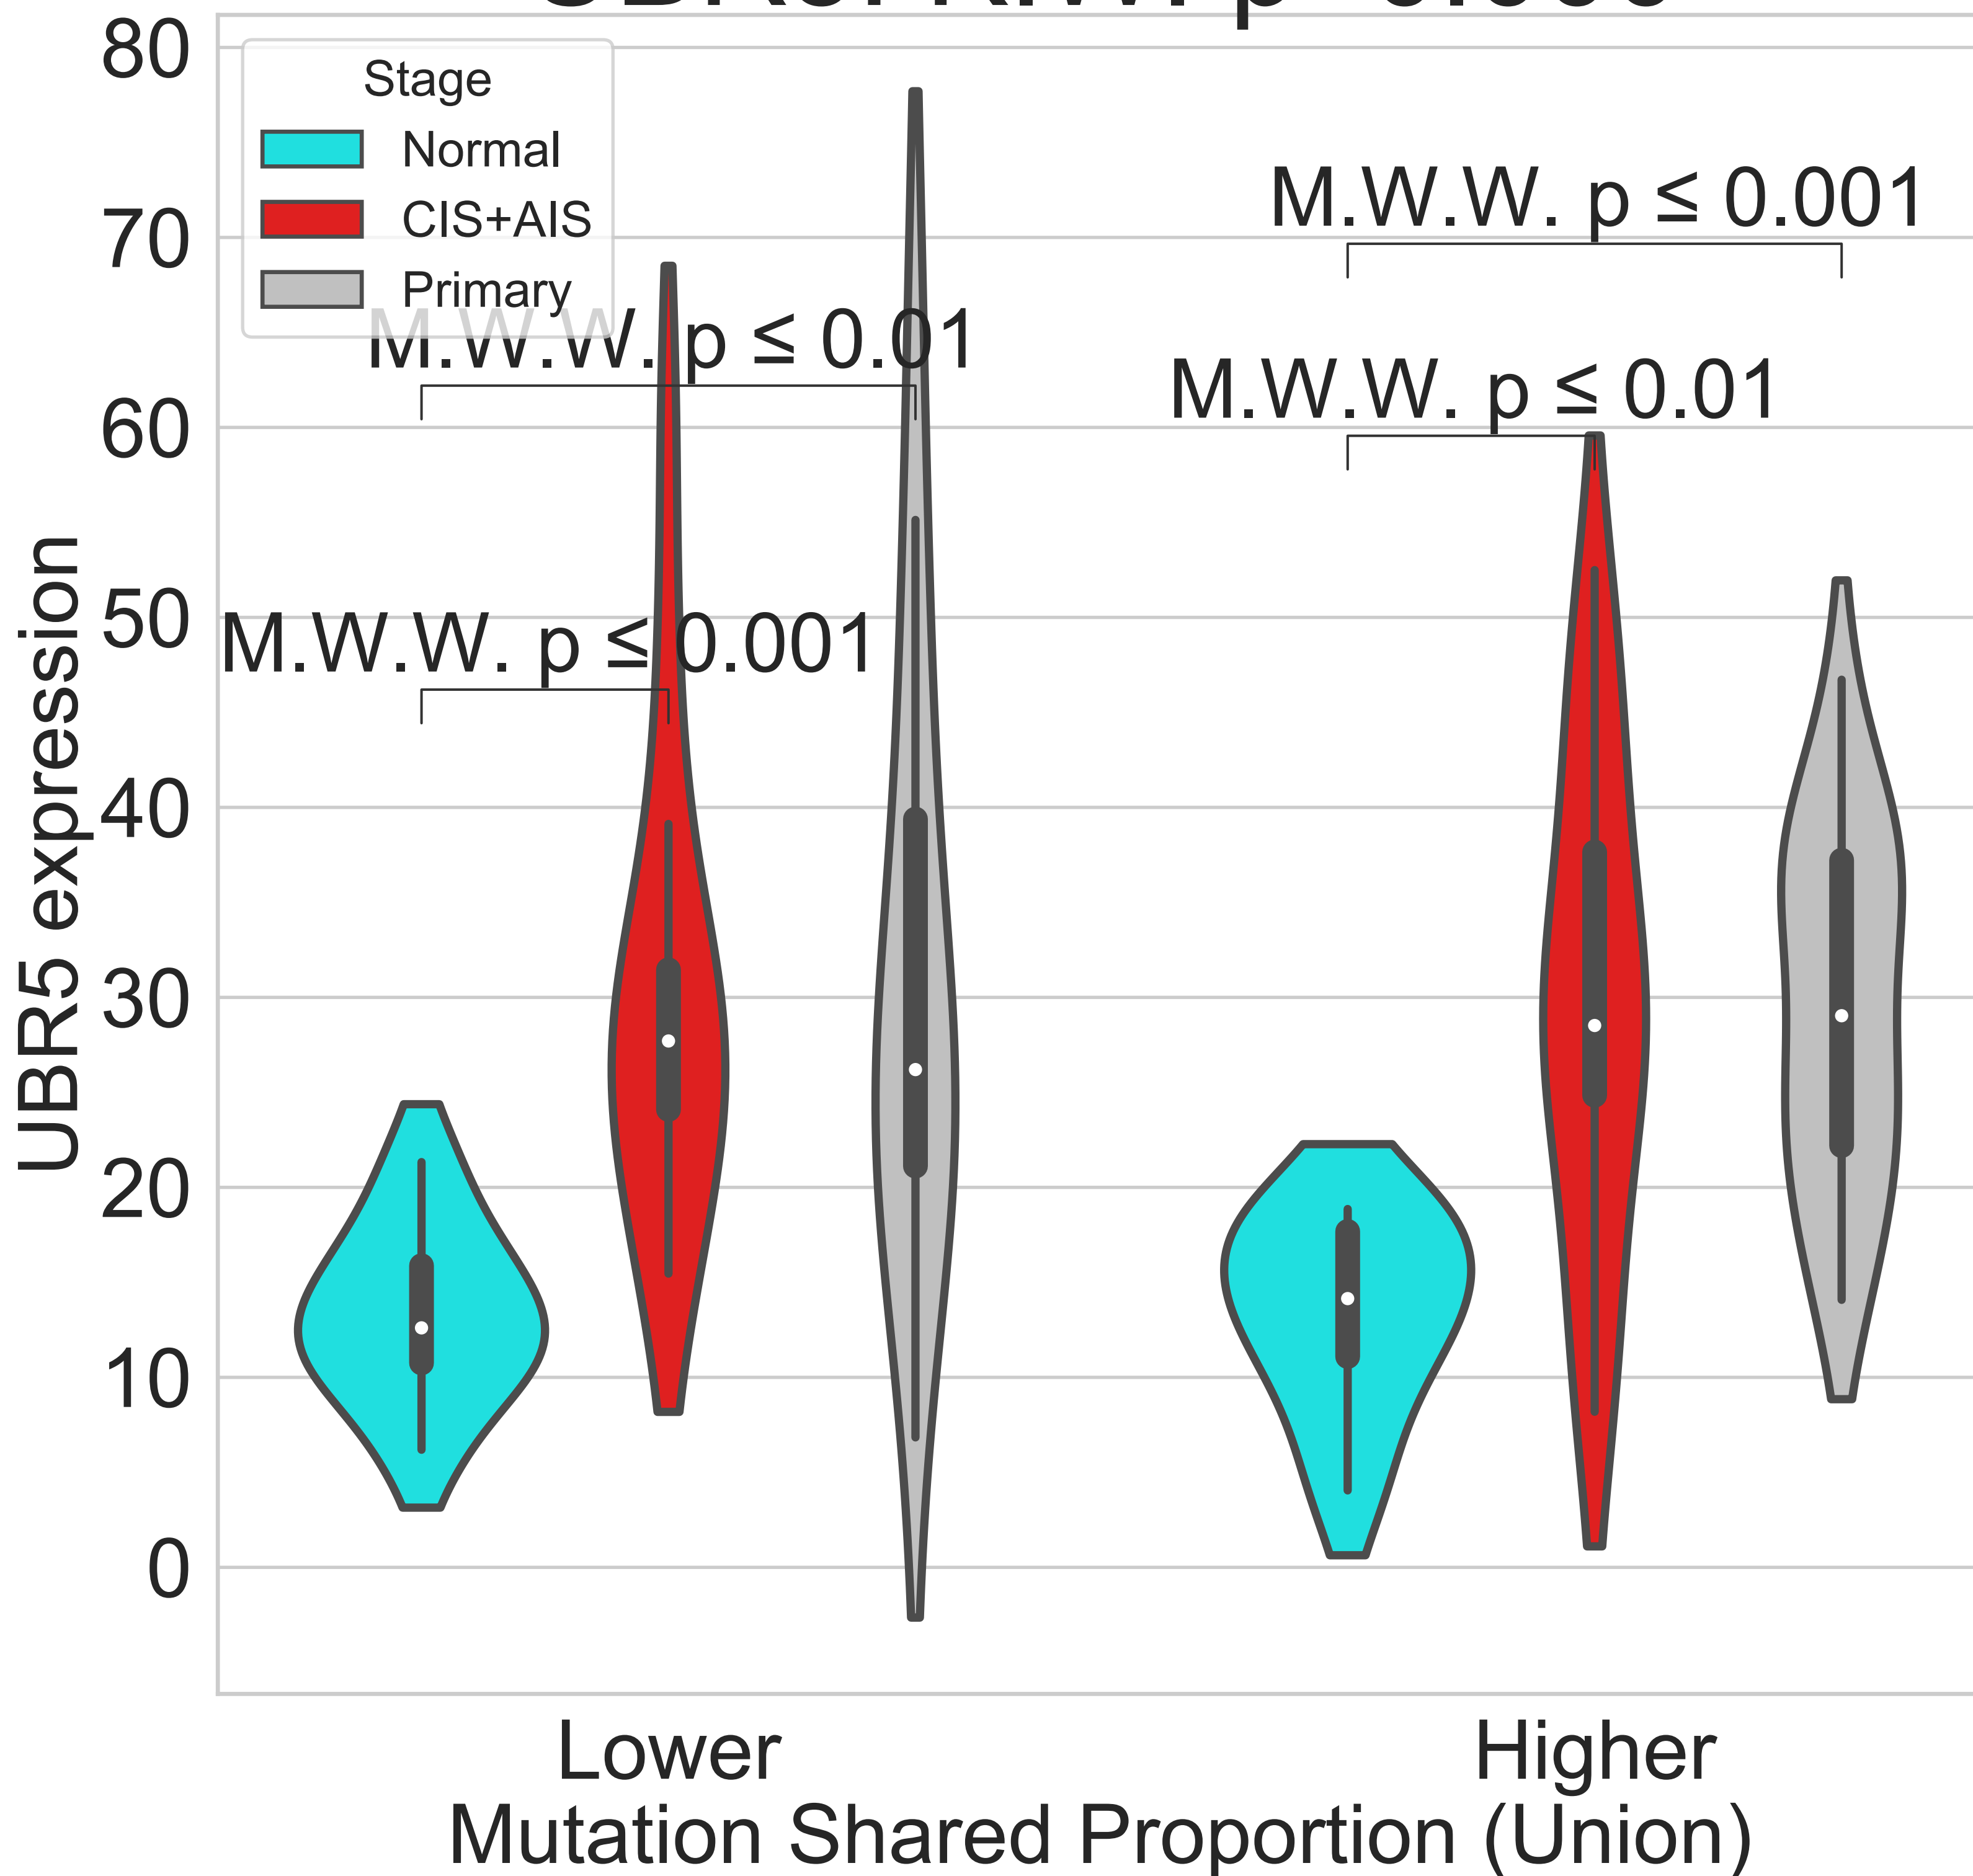 80
70
60
50
40
30
20
10
0
UBR5 expression
Stage
Normal
CIS+AIS
Primary
M.W.W. p ≤ 0.001
M.W.W. p ≤ 0.01
M.W.W. p ≤ 0.01
M.W.W. p ≤ 0.001
Lower
Higher
Mutation Shared Proportion (Union)